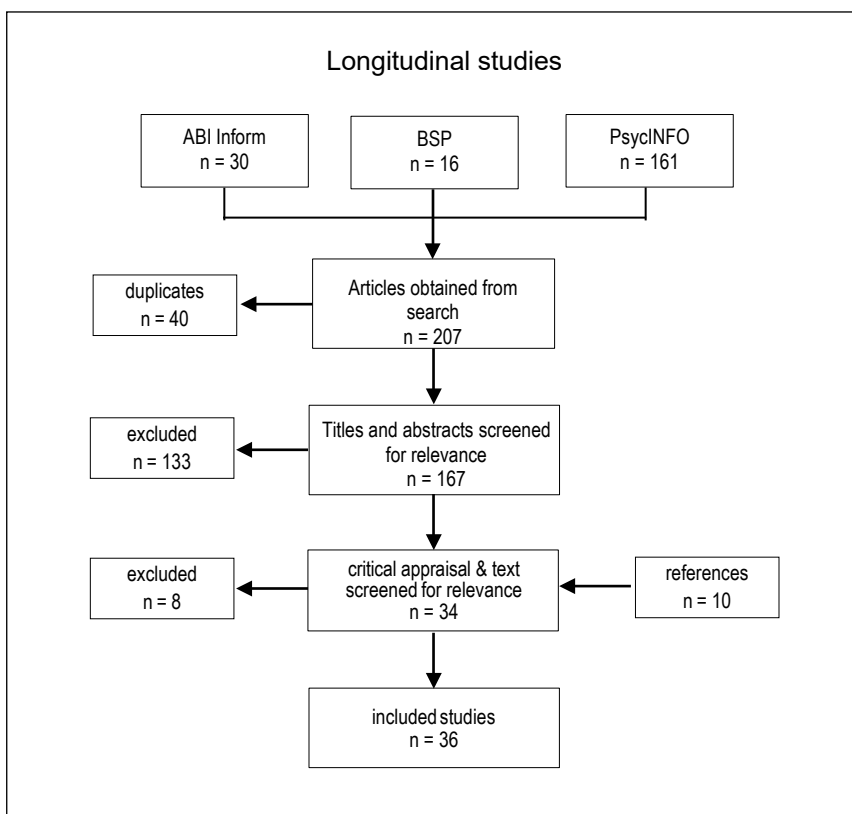 Longitudinal studies
ABI Inform
n = 30
BSP
n = 16
PsycINFO
n = 161
duplicates
n = 40
Articles obtained from
search
n = 207
excluded
n = 133
Titles and abstracts screened
for relevance
n = 167
excluded
n = 8
critical appraisal & text
screened for relevance
n = 34
references
n = 10
included studies
n = 36